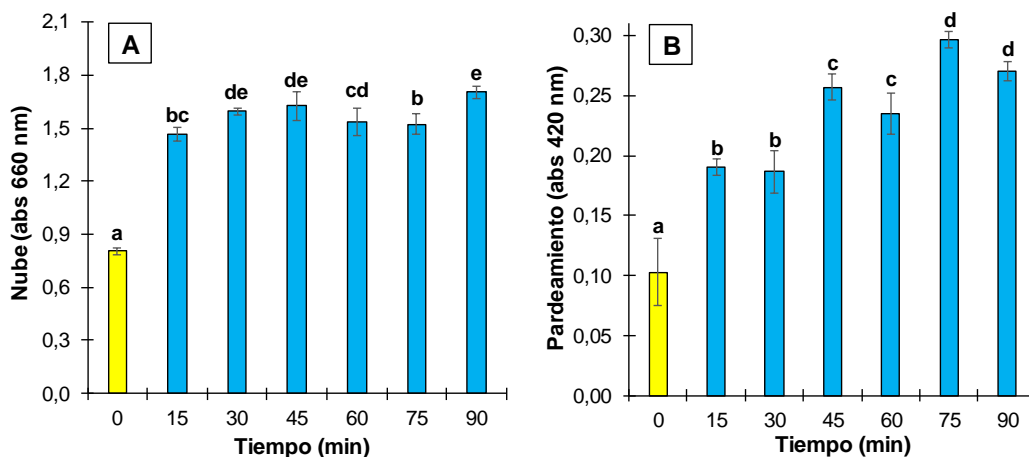 A
Nube (abs 660 nm)
2,1
1,8
1,5
1,2
0,9
0,6
0,3
0,0
a
bc
de
de
cd
b
e
0 15 30 45 60 75 90
Tiempo (min)
B
Pardeamiento (abs 420 nm)
0,30
0,25
0,20
0,15
0,10
0,05
0,00
a
b
b
c
c
d
d
0 15 30 45 60 75 90
Tiempo (min)